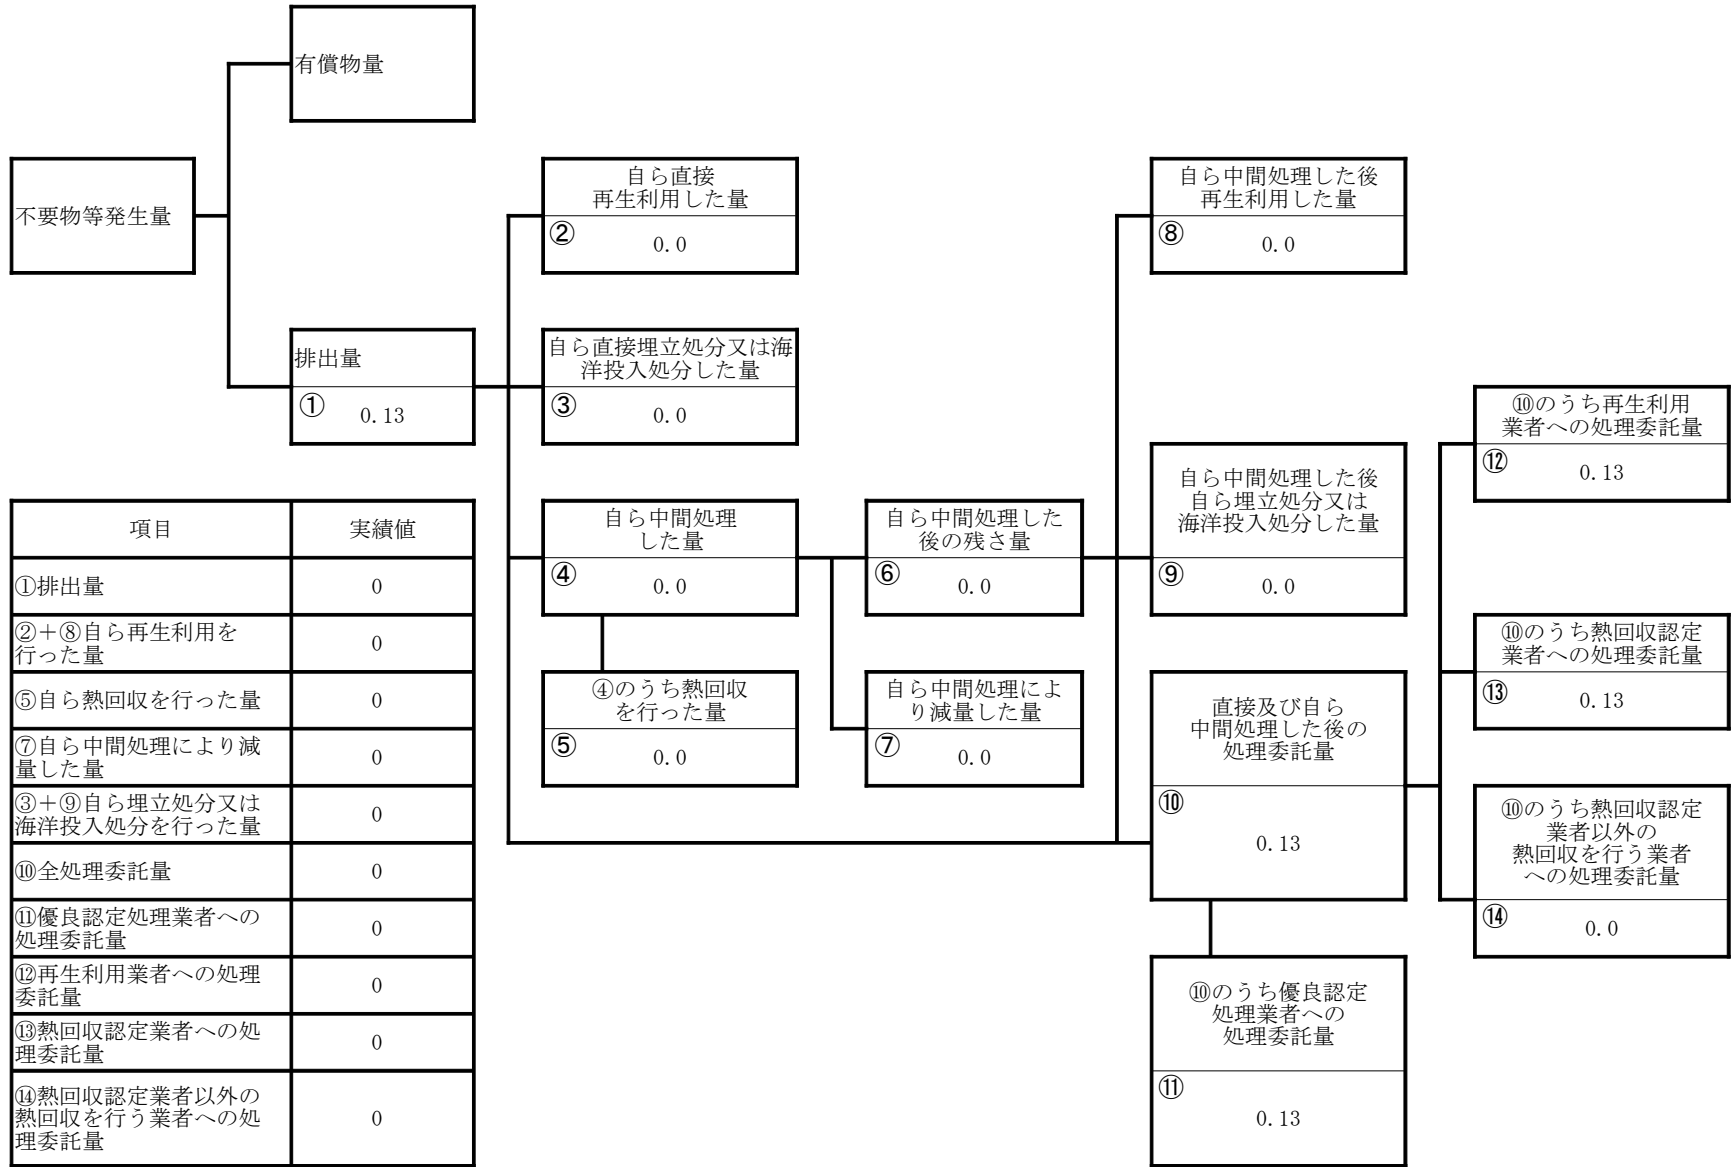 有償物量
不要物等発生量
自ら直接
再生利用した量
②
0.0
自ら中間処理した後
再生利用した量
⑧
0.0
排出量
①
0.13
自ら直接埋立処分又は海
洋投入処分した量
③
0.0
⑩のうち再生利用
業者への処理委託量
⑫
0.13
自ら中間処理
した量
④
0.0
自ら中間処理した
後の残さ量
⑥
0.0
自ら中間処理した後
自ら埋立処分又は
海洋投入処分した量
⑨
0.0
⑩のうち熱回収認定
業者への処理委託量
⑬
0.13
④のうち熱回収
を行った量
⑤
0.0
自ら中間処理によ
り減量した量
⑦
0.0
直接及び自ら
中間処理した後の
処理委託量
⑩
0.13
⑩のうち熱回収認定
業者以外の
熱回収を行う業者
への処理委託量
⑭
0.0
⑩のうち優良認定
処理業者への
処理委託量
⑪
0.13
項目 実績値
①排出量 0
②+⑧自ら再生利用を
行った量 0
⑤自ら熱回収を行った量 0
⑦自ら中間処理により減
量した量 0
③+⑨自ら埋立処分又は
海洋投入処分を行った量 0
⑩全処理委託量 0
⑪優良認定処理業者への
処理委託量 0
⑫再生利用業者への処理
委託量 0
⑬熱回収認定業者への処
理委託量 0
⑭熱回収認定業者以外の
熱回収を行う業者への処
理委託量 0